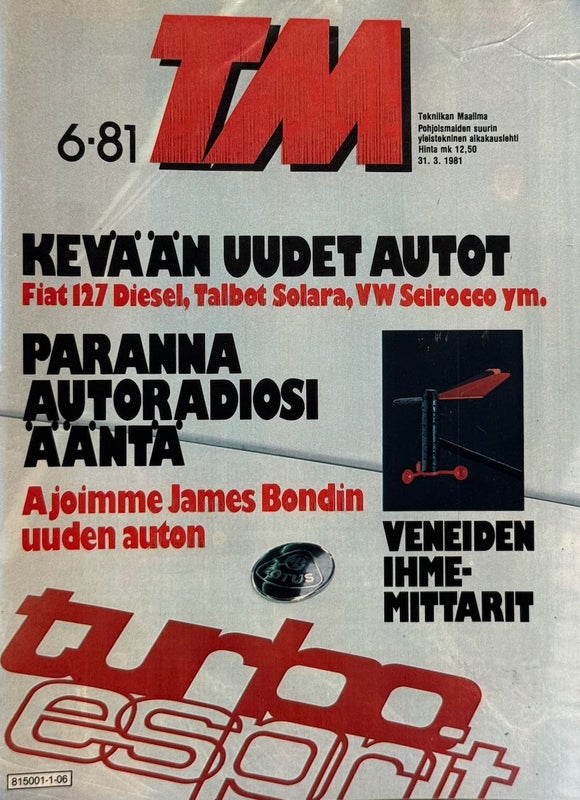 TM
6·81
Tekniikan Maailma
Pohjoismaiden suurin
yleistekninen aikakauslehti
Hinta mk 12,50
31. 3. 1981
KEVÄÄN UUDET AUTOT
Fiat 127 Diesel, Talbot Solara, VW Scirocco ym.
PARANNA
AUTORADIOSI
ÄÄNTÄ
Ajoimme James Bondin
uuden auton
VENEIDEN
IHME-
MITTARIT
LOTUS
turbo
esprit
815001-1-06